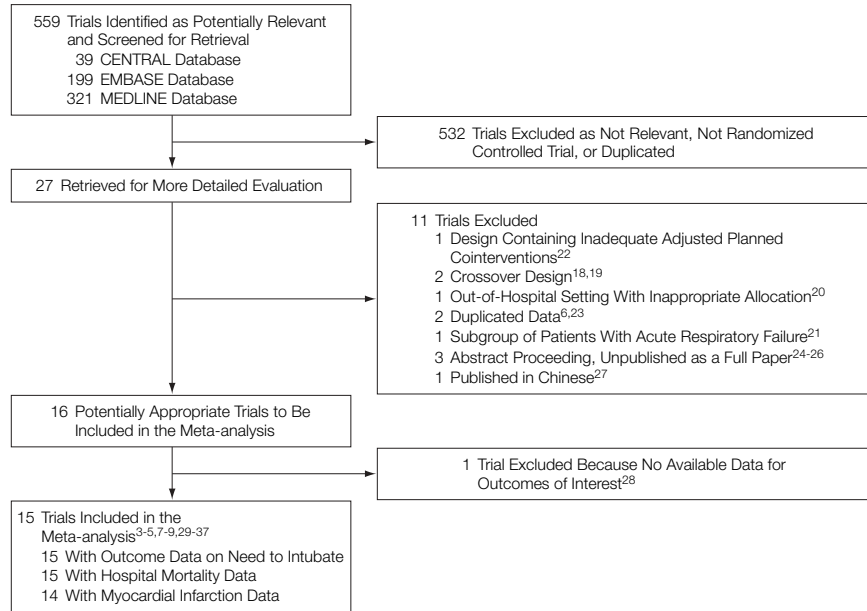 559 Trials Identified as Potentially Relevant
and Screened for Retrieval
39 CENTRAL Database
199 EMBASE Database
321 MEDLINE Database
532 Trials Excluded as Not Relevant, Not Randomized
Controlled Trial, or Duplicated
27 Retrieved for More Detailed Evaluation
11 Trials Excluded
1 Design Containing Inadequate Adjusted Planned
Cointerventions22
2 Crossover Design18,19
1 Out-of-Hospital Setting With Inappropriate Allocation20
2 Duplicated Data6,23
1 Subgroup of Patients With Acute Respiratory Failure21
3 Abstract Proceeding, Unpublished as a Full Paper24-26
1 Published in Chinese27
16 Potentially Appropriate Trials to Be
Included in the Meta-analysis
1 Trial Excluded Because No Available Data for
Outcomes of Interest28
15 Trials Included in the
Meta-analysis3-5,7-9,29-37
15 With Outcome Data on Need to Intubate
15 With Hospital Mortality Data
14 With Myocardial Infarction Data